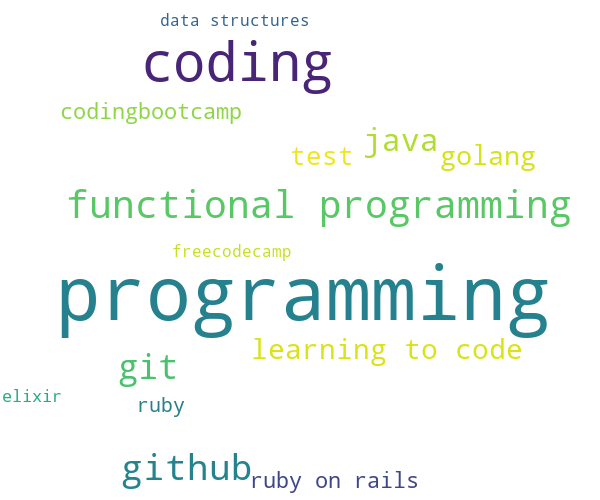 data structures
coding
codingbootcamp
java
test
golang
functional programming
freecodecamp
programming
learning to code
git
elixir
ruby
github
ruby on rails